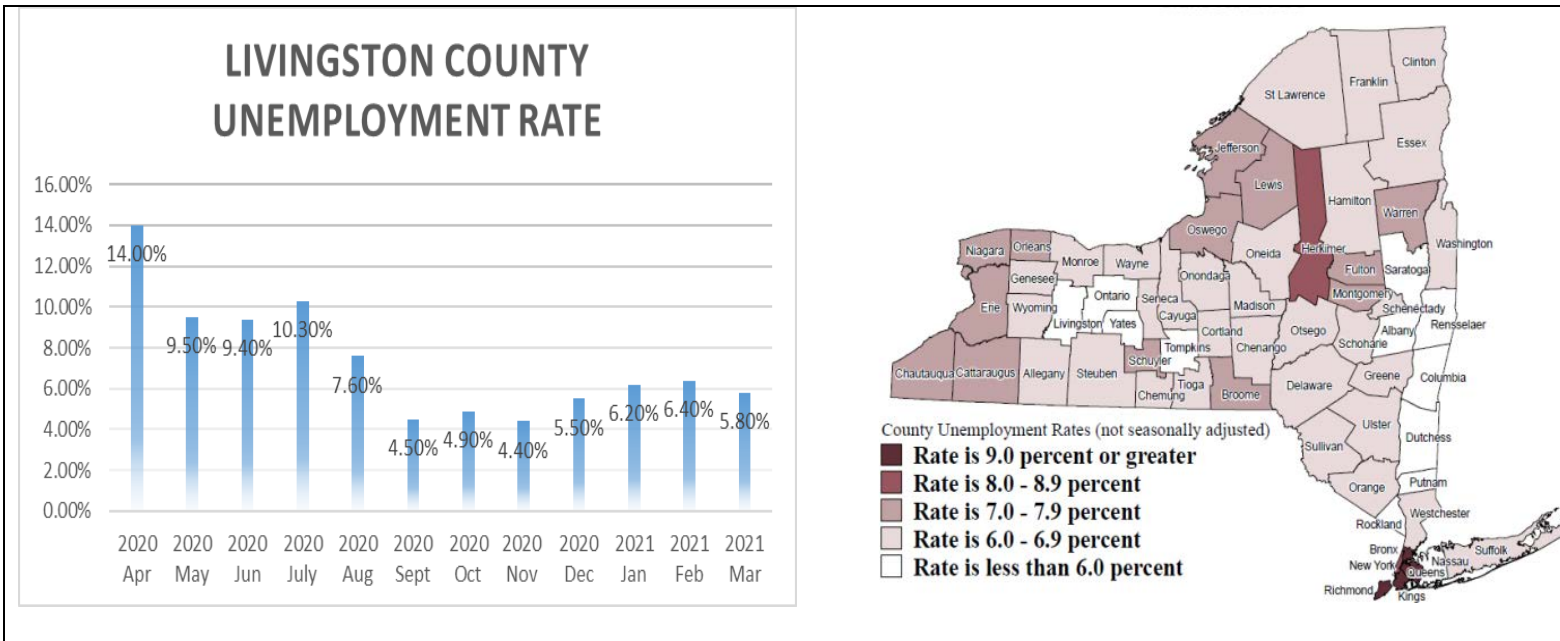 LIVINGSTON COUNTY
UNEMPLOYMENT RATE
16.00%
14.00%
12.00%
10.00%
8.00%
6.00%
4.00%
2.00%
0.00%
14.00%
9.50%
9.40%
10.30%
7.60%
4.50%
4.90%
4.40%
5.50%
6.20%
6.40%
5.80%
2020 2020 2020 2020 2020 2020 2020 2020 2020 2021 2021 2021
Apr May Jun July Aug Sept Oct Nov Dec Jan Feb Mar
Clinton
Franklin
St Lawrence
Essex
Jefferson
Lewis
Hamilton
Warren
Washington
Oswego
Herkimer
Oneida
Niagara
Orleans
Monroe
Wayne
Fulton
Saratoga
Genesee
Onondaga
Montgomery
Ontario
Seneca
Madison
Schenectady
Erie
Wyoming
Cayuga
Livingston
Yates
Cortland
Otsego
Albany
Rensselaer
Schoharie
Chenango
Tompkins
Schuyler
Chautauqua
Cattaraugus
Allegany
Steuben
Tioga
Chemung
Broome
Delaware
Greene
Columbia
Ulster
Dutchess
Sullivan
Orange
Putnam
Rockland
Westchester
Bronx
New York
Nassau
Suffolk
Queens
Richmond
Kings
County Unemployment Rates (not seasonally adjusted)
Rate is 9.0 percent or greater
Rate is 8.0 - 8.9 percent
Rate is 7.0 - 7.9 percent
Rate is 6.0 - 6.9 percent
Rate is less than 6.0 percent